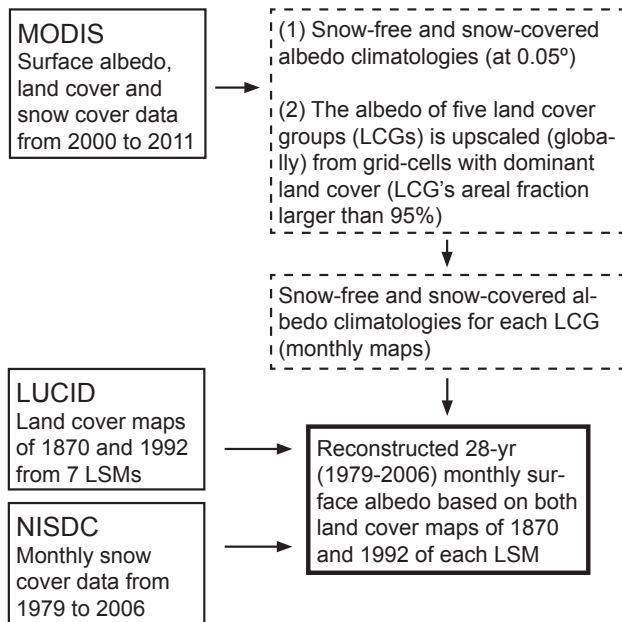 MODIS
Surface albedo,
land cover and
snow cover data
from 2000 to 2011
(1) Snow-free and snow-covered
albedo climatologies (at 0.05º)
(2) The albedo of five land cover
groups (LCGs) is upscaled (globa-
lly) from grid-cells with dominant
land cover (LCG's areal fraction
larger than 95%)
Snow-free and snow-covered al-
bedo climatologies for each LCG
(monthly maps)
LUCID
Land cover maps
of 1870 and 1992
from 7 LSMs
NISDC
Monthly snow
cover data from
1979 to 2006
Reconstructed 28-yr
(1979-2006) monthly sur-
face albedo based on both
land cover maps of 1870
and 1992 of each LSM